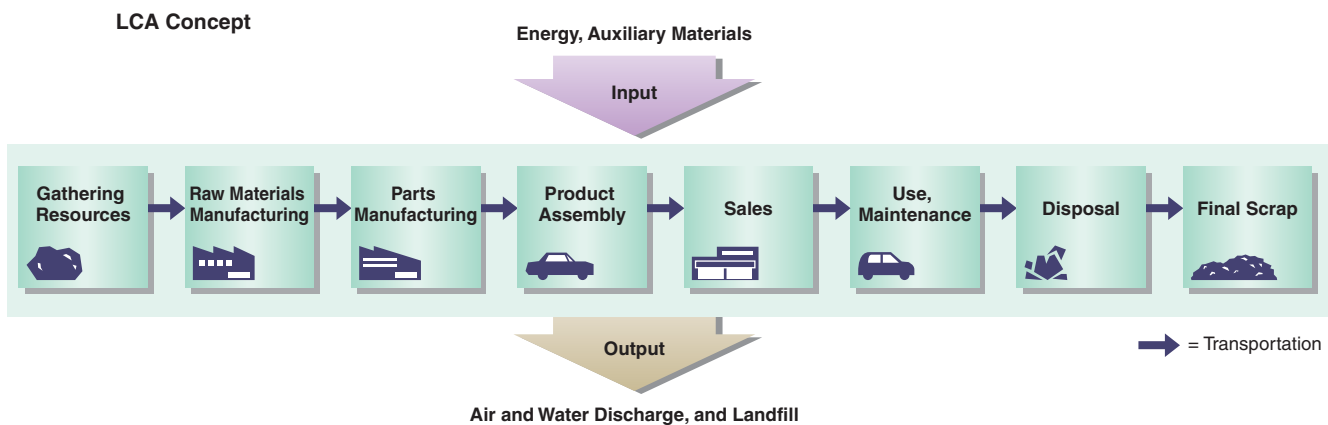 LCA Concept
Energy, Auxiliary Materials
Input
Gathering
Resources
Raw Materials
Manufacturing
Parts
Manufacturing
Product
Assembly
Sales
Use,
Maintenance
Disposal
Final Scrap
Output
= Transportation
Air and Water Discharge, and Landfill